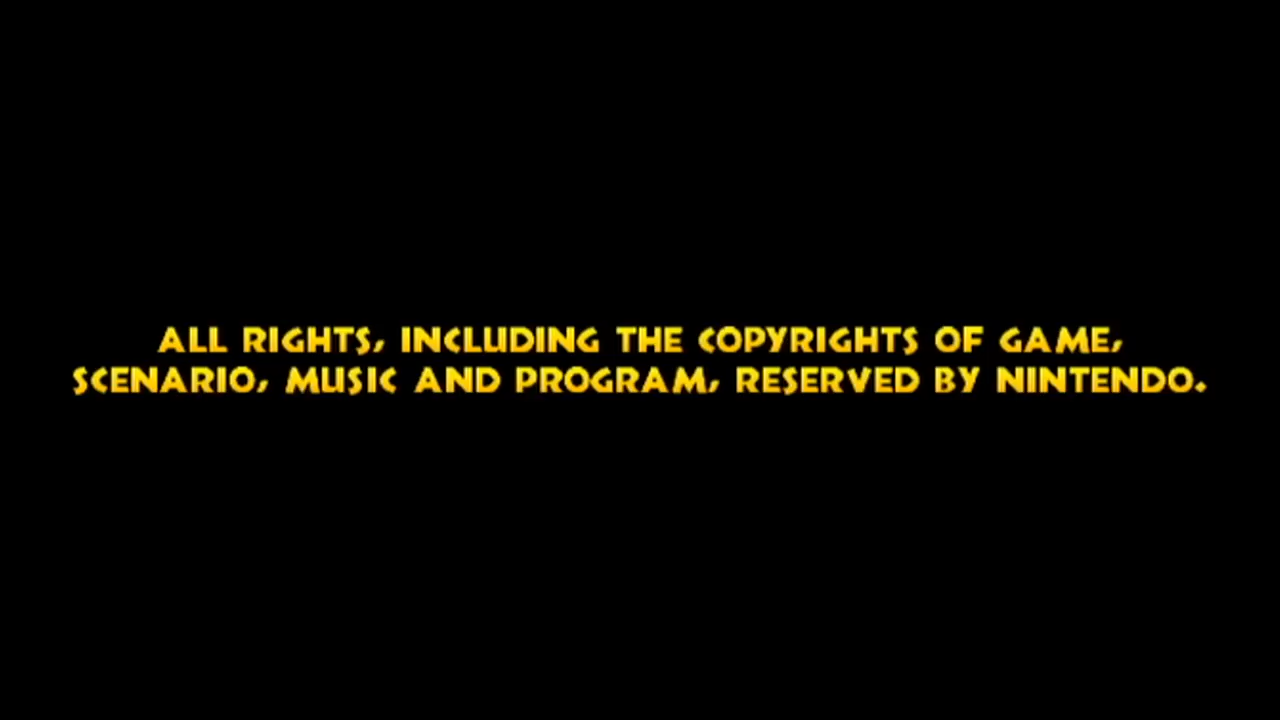 ALL RIGHTS, INCLUDING THE COPYRIGHTS OF GAME,
SCENARIO, MUSIC AND PROGRAM, RESERVED BY NINTENDO.